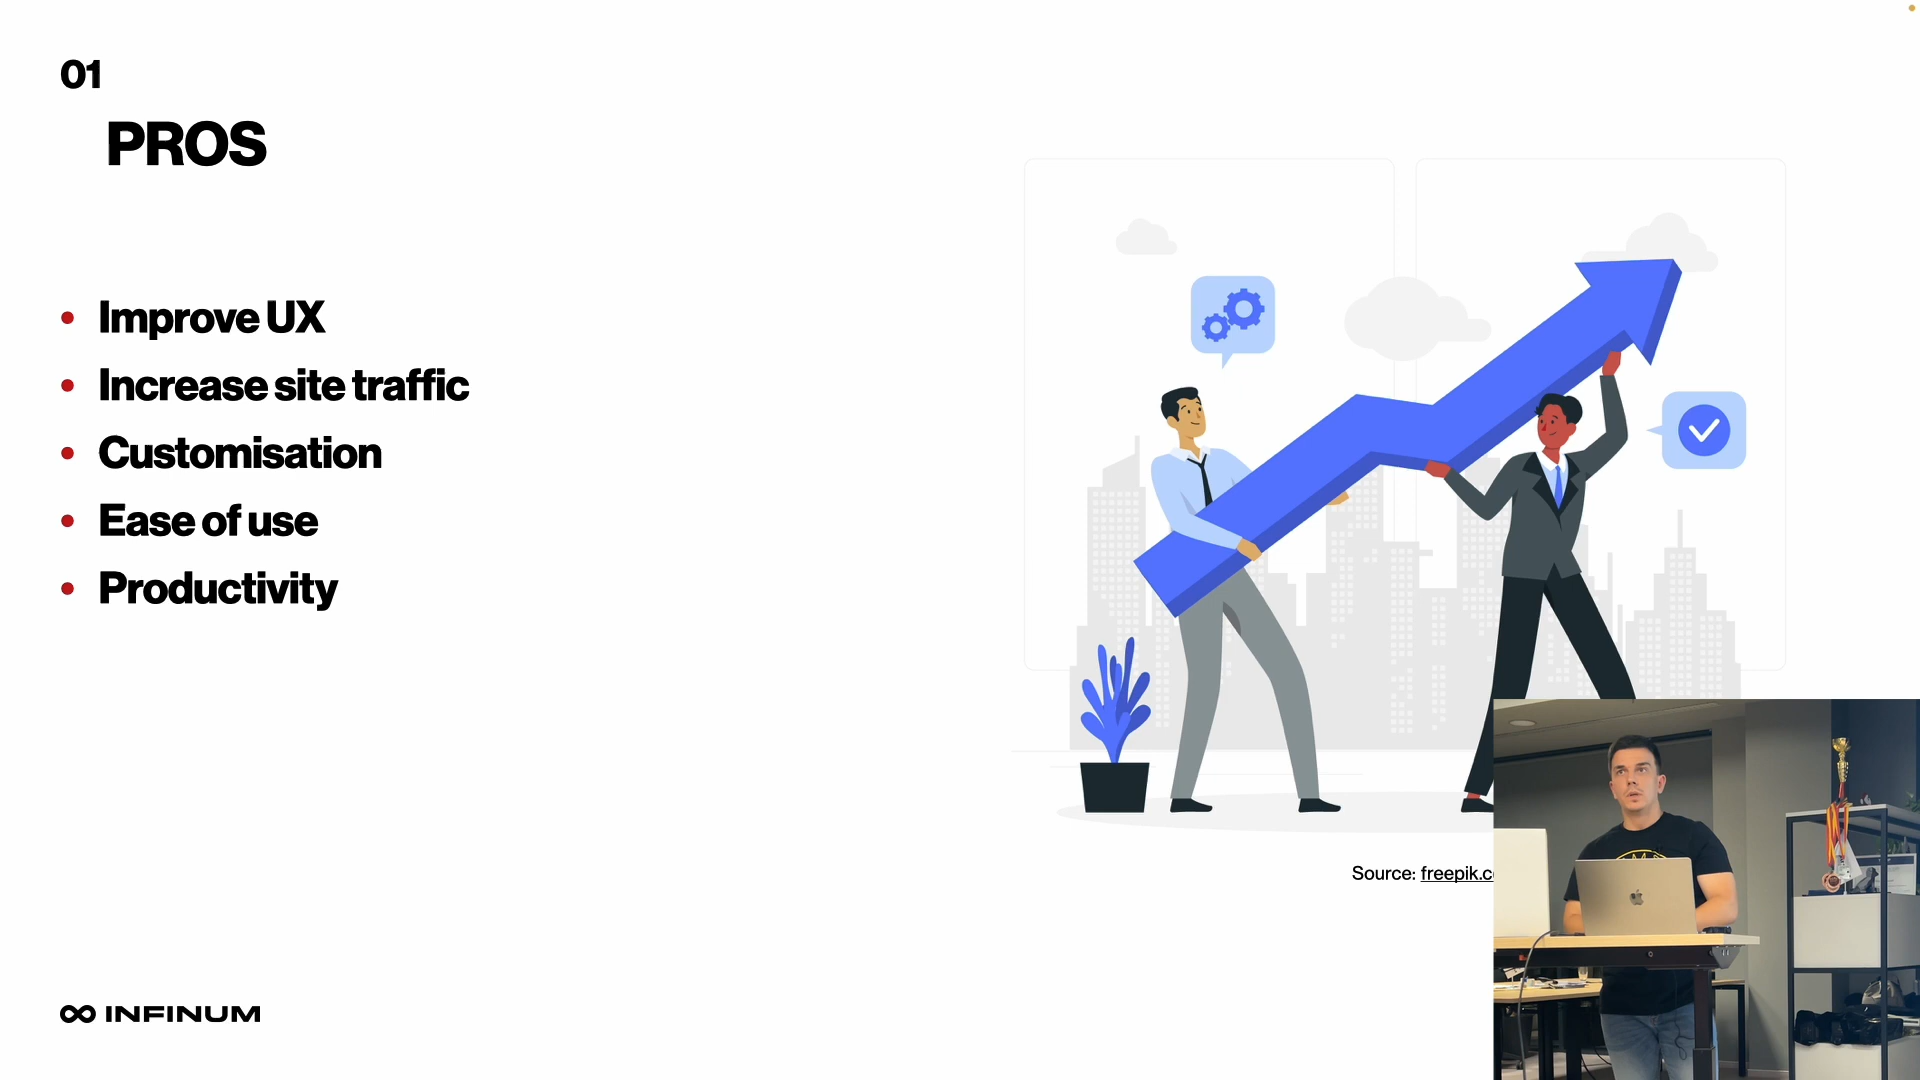 01
PROS
• Improve UX
• Increase site traffic
• Customisation
• Ease of use
• Productivity
Source: freepik.c
INFINUM